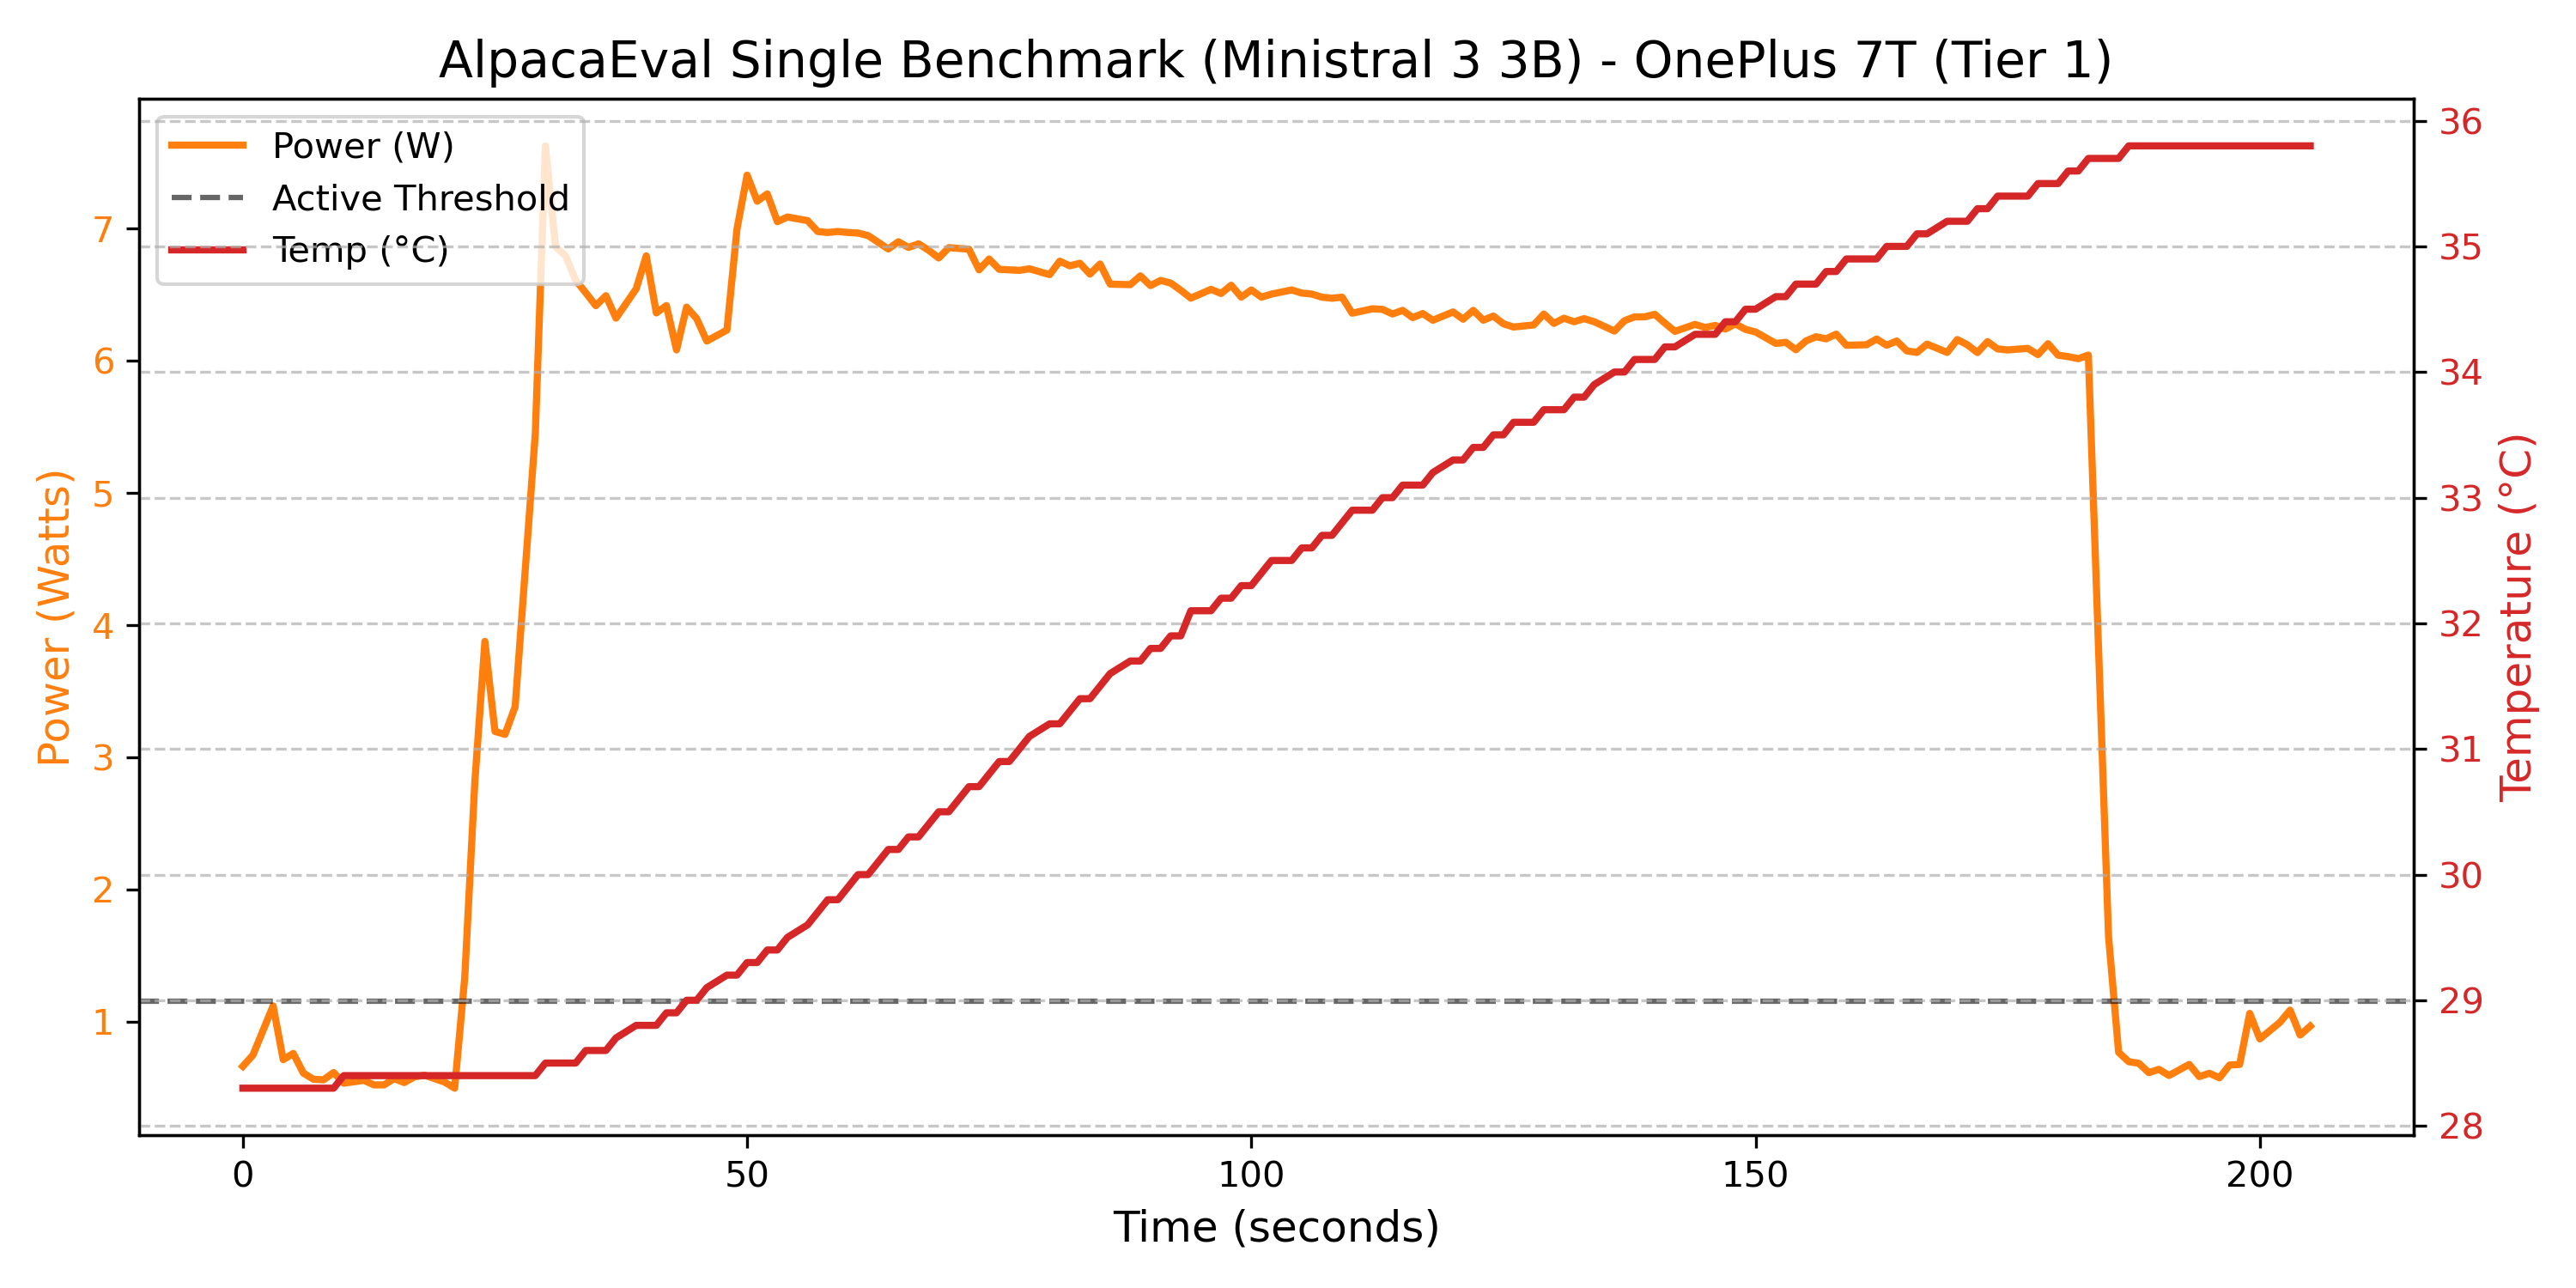 AlpacaEval Single Benchmark (Ministral 3 3B) - OnePlus 7T (Tier 1)
Power (W)
Active Threshold
Temp (°C)
Power (Watts)
7
6
5
4
3
2
1
36
35
34
33
32
31
30
29
28
Temperature (°C)
0 50 100 150 200
Time (seconds)